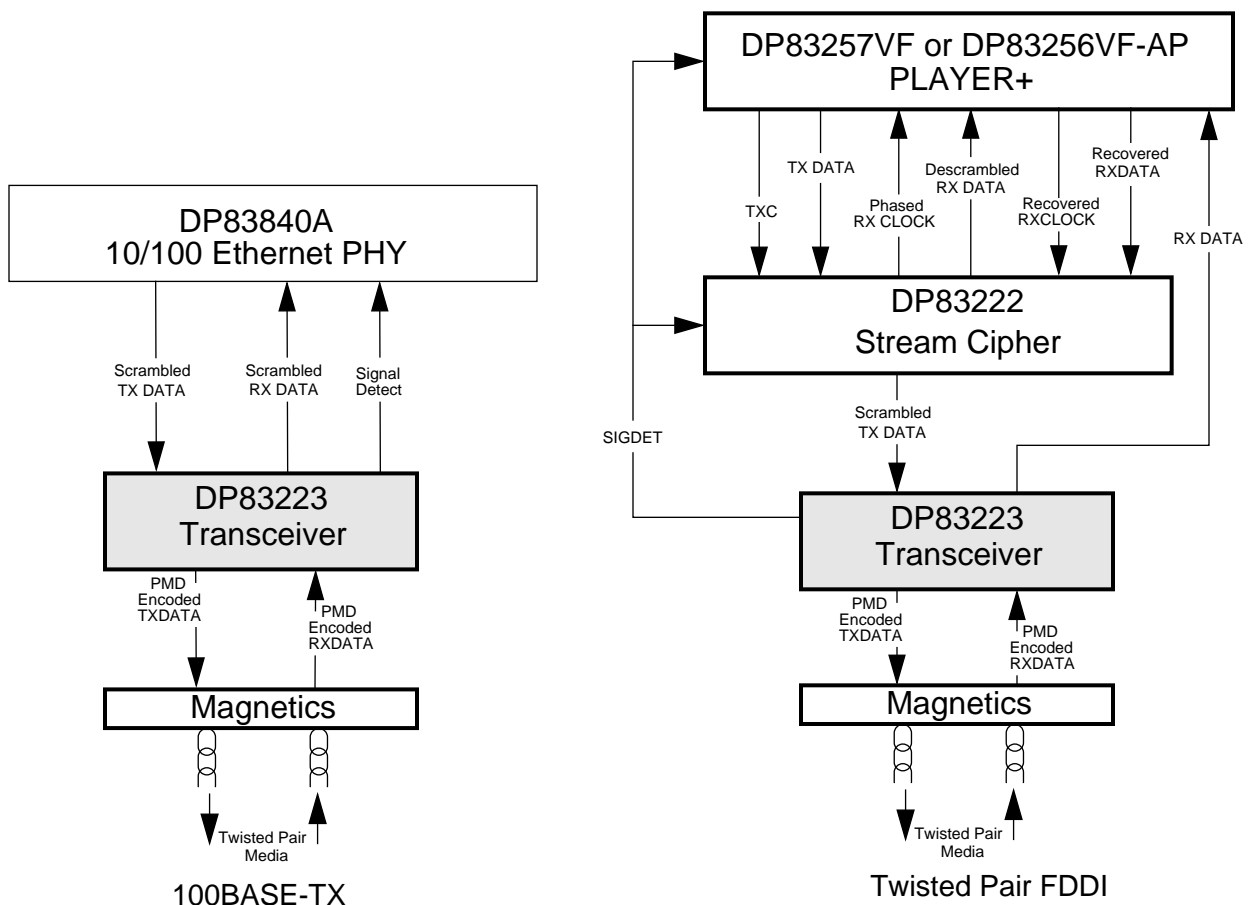 DP83840A
10/100 Ethernet PHY
Scrambled
TX DATA
Scrambled
RX DATA
Signal
Detect
DP83223
Transceiver
PMD
Encoded
TXDATA
PMD
Encoded
RXDATA
Magnetics
Twisted Pair
Media
100BASE-TX
DP83257VF or DP83256VF-AP
PLAYER+
TXC
TX DATA
Phased
RX CLOCK
Descrambled
RX DATA
Recovered
RXCLOCK
Recovered
RXDATA
RX DATA
DP83222
Stream Cipher
Scrambled
TX DATA
SIGDET
DP83223
Transceiver
PMD
Encoded
TXDATA
PMD
Encoded
RXDATA
Magnetics
Twisted Pair
Media
Twisted Pair FDDI